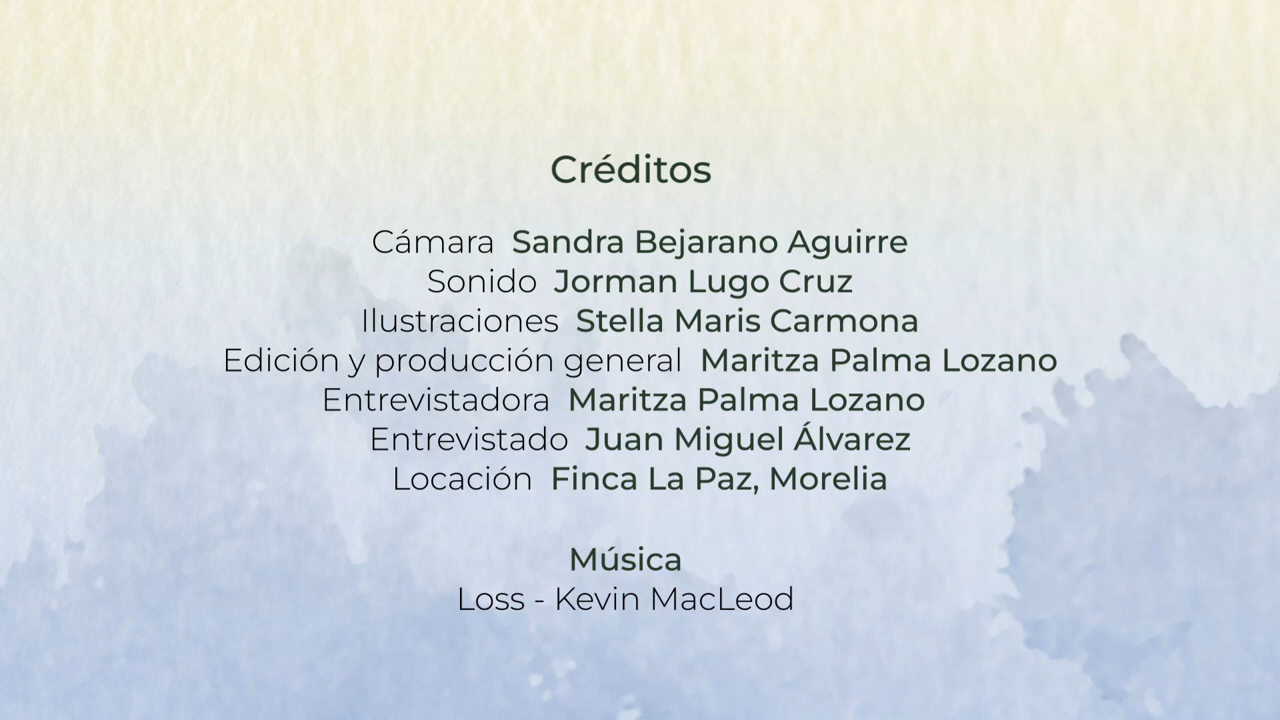 Créditos
Cámara Sandra Bejarano Aguirre
Sonido Jorman Lugo Cruz
Ilustraciones Stella Maris Carmona
Edición y producción general Maritza Palma Lozano
Entrevistadora Maritza Palma Lozano
Entrevistado Juan Miguel Álvarez
Locación Finca La Paz, Morelia
Música
Loss - Kevin MacLeod